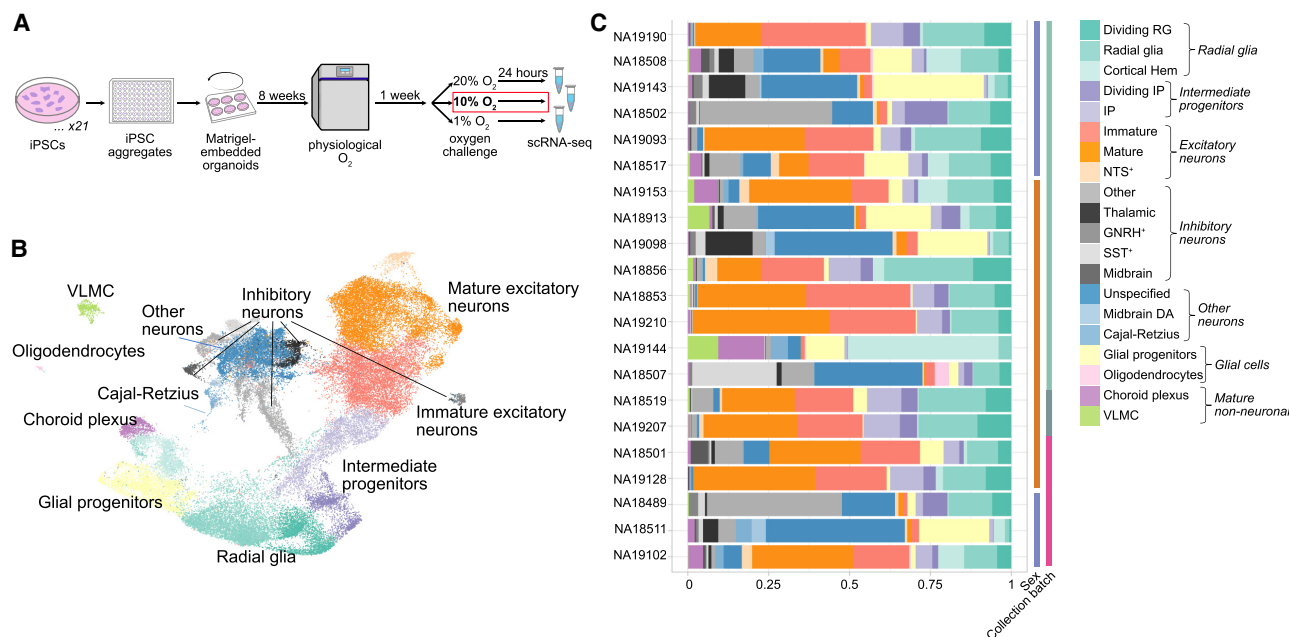 A
20% O2
24 hours
8 weeks
1 week
10% O2
1% O2
... x21
iPSCs
iPSC
aggregates
Matrigel-
embedded
organoids
physiological
O2
oxygen
challenge
scRNA-seq
B
VLMC
Other
neurons
Inhibitory
neurons
Mature excitatory
neurons
Oligodendrocytes
Cajal-Retzius
Choroid plexus
Immature excitatory
neurons
Intermediate
progenitors
Glial progenitors
Radial glia
C
NA19190
NA18508
NA19143
NA18502
NA19093
NA18517
NA19153
NA18913
NA19098
NA18856
NA18853
NA19210
NA19144
NA18507
NA18519
NA19207
NA18501
NA19128
NA18489
NA18511
NA19102
0
0.25
0.5
0.75
1
Sex
Collection batch
Dividing RG
Radial glia
Cortical Hem
Radial glia
Dividing IP
IP
Intermediate
progenitors
Immature
Mature
NTS+
Excitatory
neurons
Other
Thalamic
GNRH+
SST+
Midbrain
Inhibitory
neurons
Unspecified
Midbrain DA
Cajal-Retzius
Other
neurons
Glial progenitors
Oligodendrocytes
Glial cells
Choroid plexus
VLMC
Mature
non-neuronal